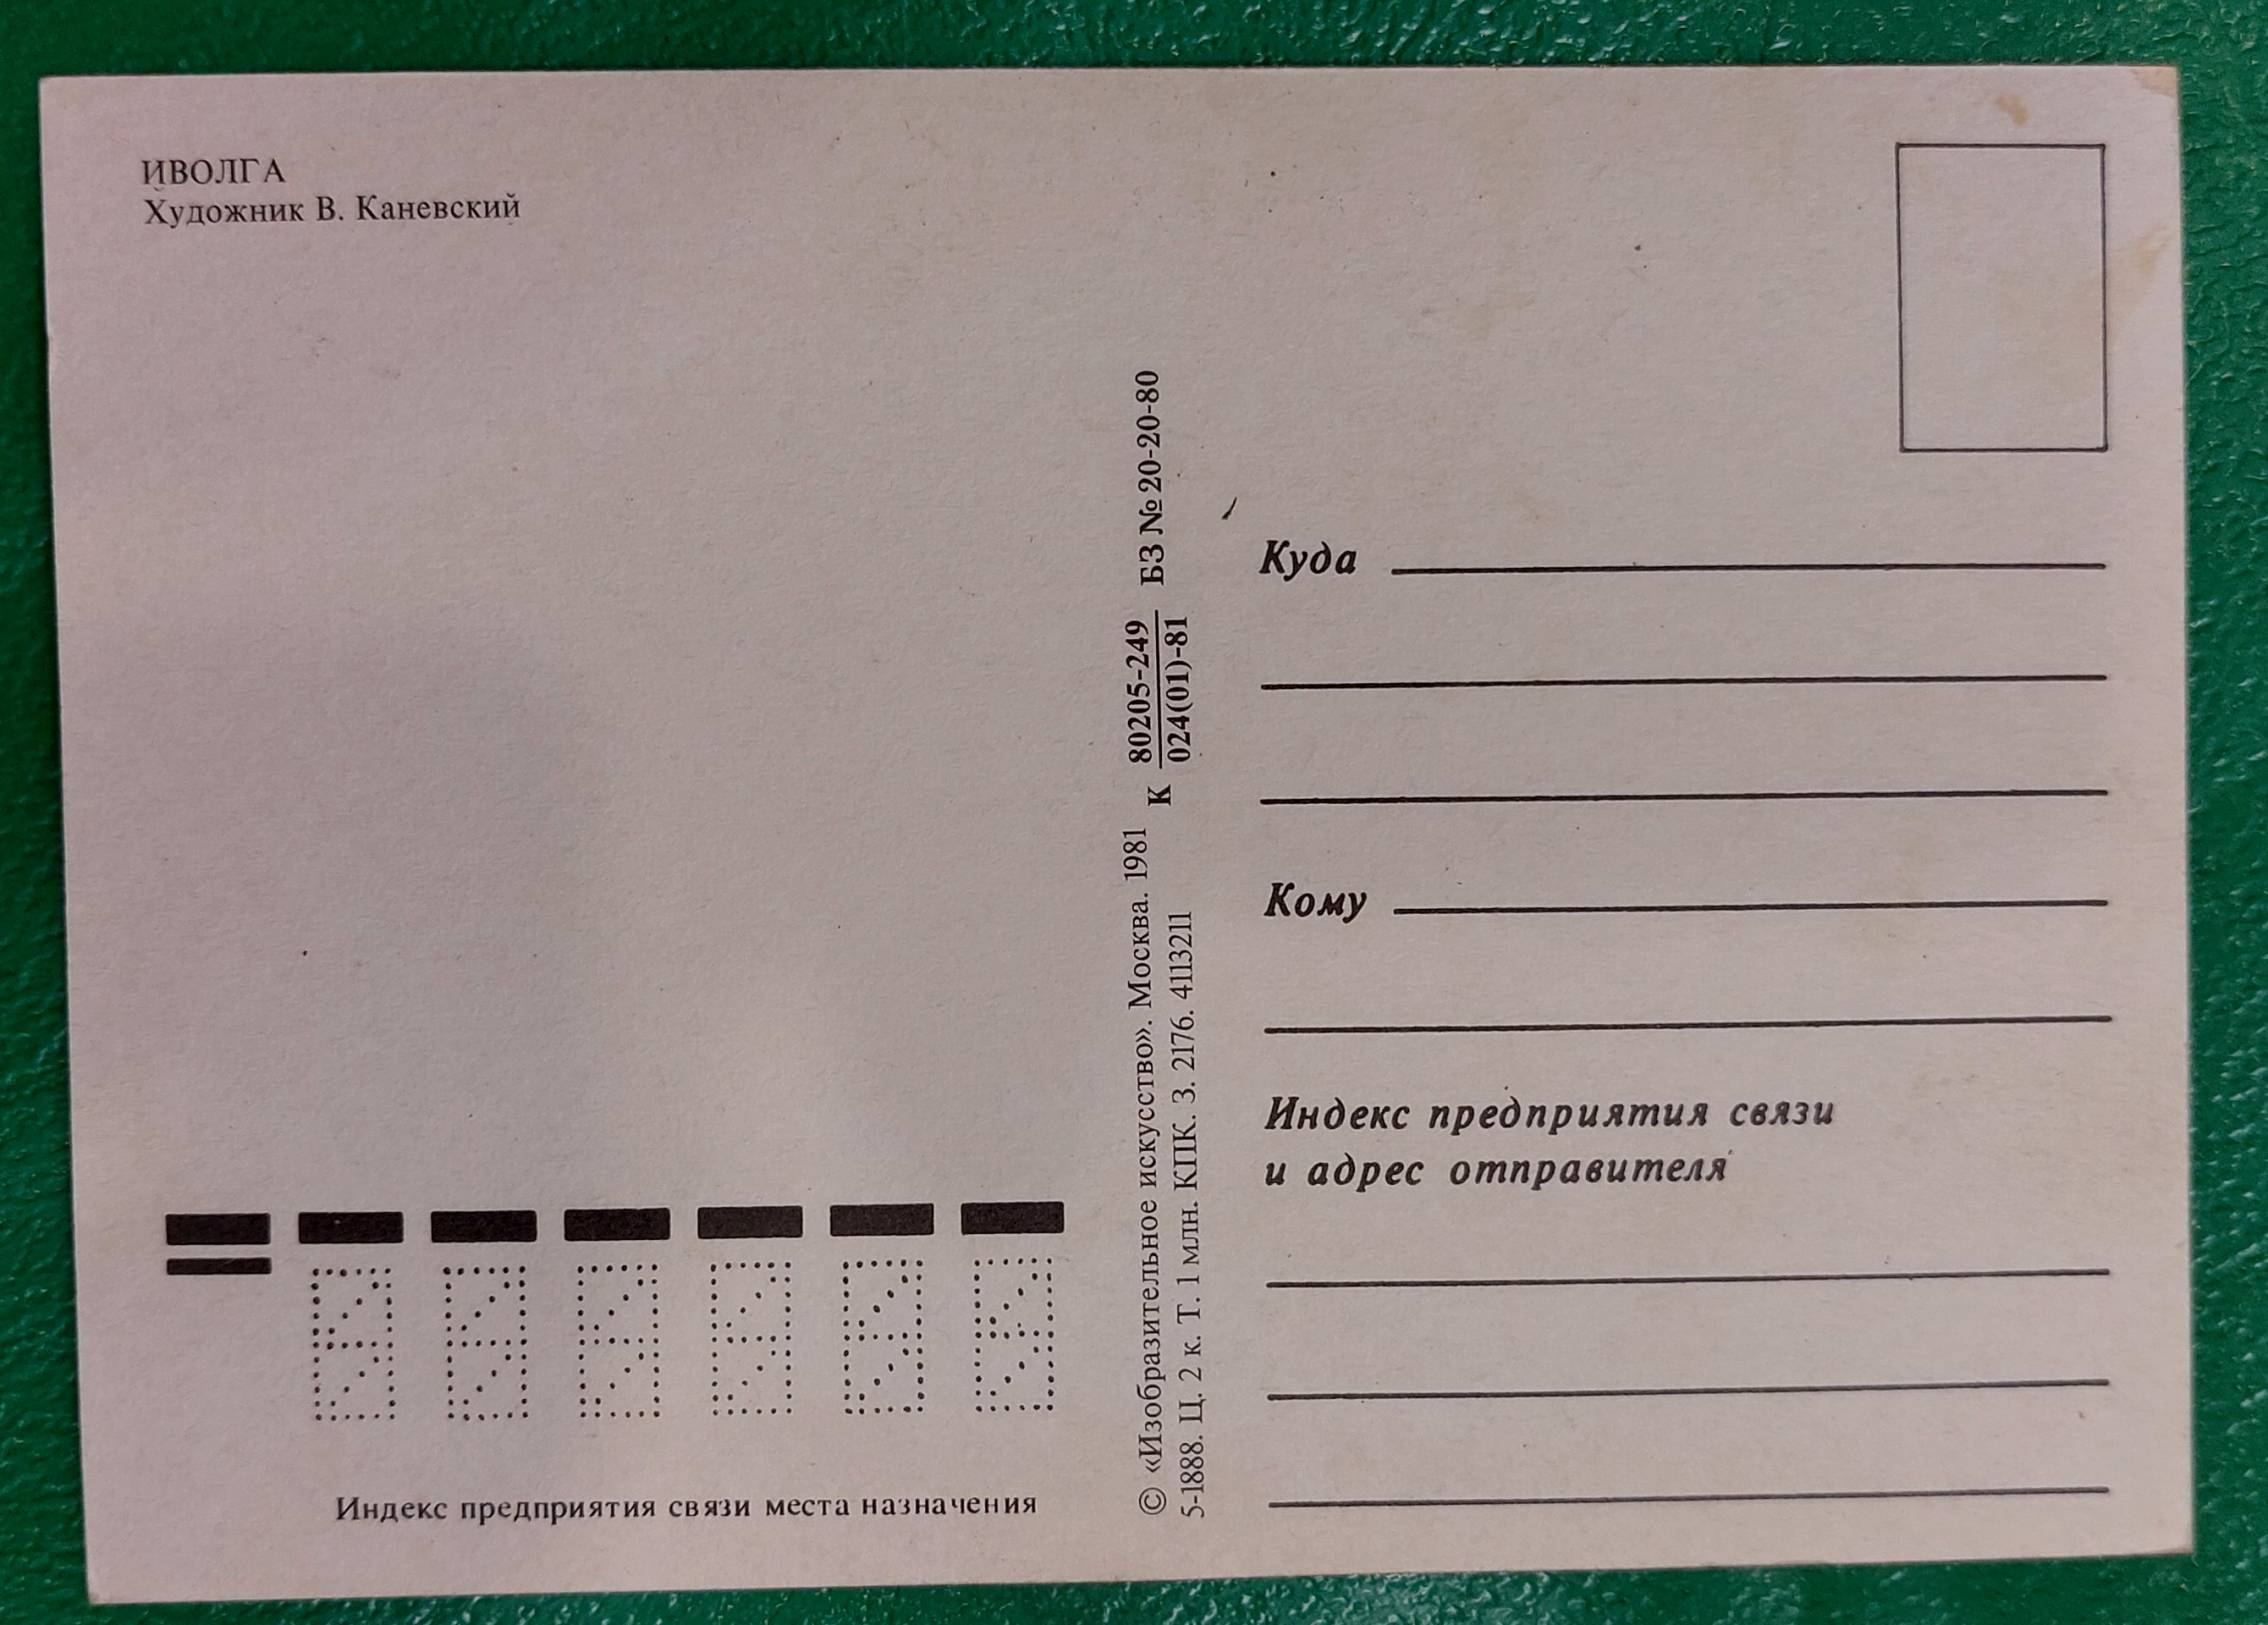 ИВОЛГА
Художник В. Каневский
Индекс предприятия связи места назначения
© «Изобразительное искусство». Москва. 1981
5-1888. Ц. 2 к. Т. 1 млн. КПК. З. 2176. 4113211
К 80205-249
024(01)-81
БЗ № 20-20-80
Куда
Кому
Индекс предприятия связи
и адрес отправителя